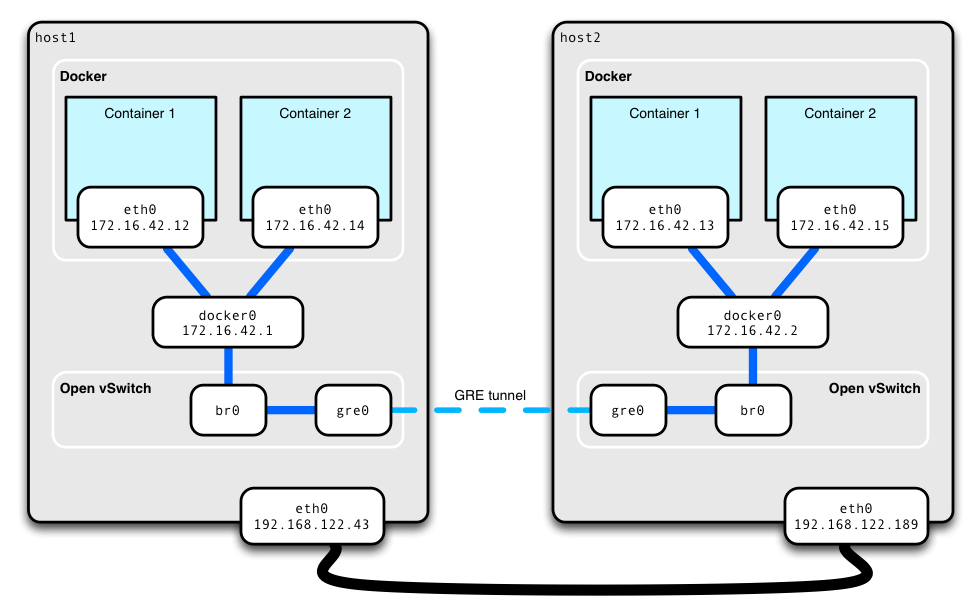 host1
Docker
Container 1
Container 2
eth0
172.16.42.12
eth0
172.16.42.14
docker0
172.16.42.1
Open vSwitch
br0
gre0
eth0
192.168.122.43
GRE tunnel
host2
Docker
Container 1
Container 2
eth0
172.16.42.13
eth0
172.16.42.15
docker0
172.16.42.2
Open vSwitch
gre0
br0
eth0
192.168.122.189